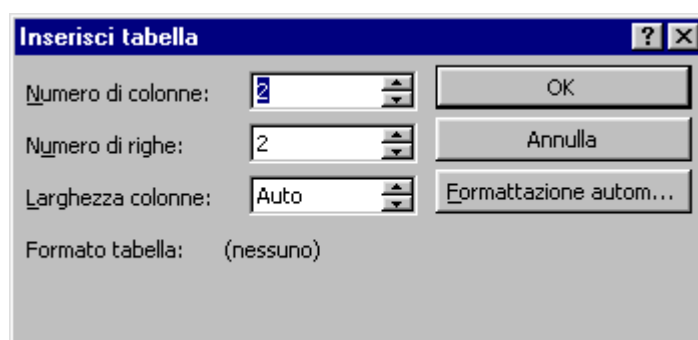 Inserisci tabella
Numero di colonne: 2 OK
Numero di righe: 2 Annulla
Larghezza colonne: Auto Formattazione autom...
Formato tabella: (nessuno)